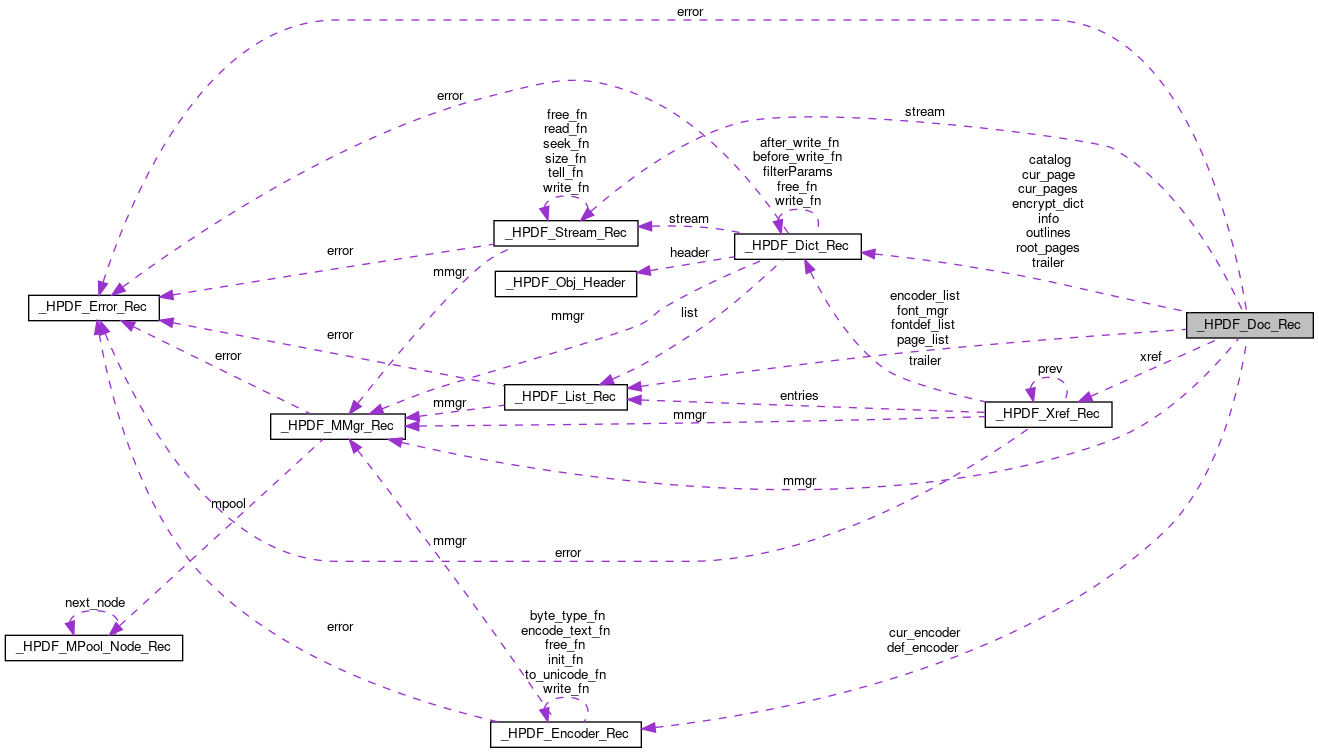 error
error
stream
free_fn
read_fn
seek_fn
size_fn
tell_fn
write_fn
after_write_fn
before_write_fn
filterParams
free_fn
write_fn
catalog
cur_page
cur_pages
encrypt_dict
info
outlines
root_pages
trailer
stream
_HPDF_Stream_Rec
_HPDF_Dict_Rec
error
header
mmgr
_HPDF_Obj_Header
_HPDF_Error_Rec
encoder_list
font_mgr
fontdef_list
page_list
mmgr
list
_HPDF_Doc_Rec
error
error
trailer
xref
prev
_HPDF_List_Rec
entries
mmgr
mmgr
_HPDF_Xref_Rec
_HPDF_MMgr_Rec
mmgr
mpool
mmgr
error
next_node
_HPDF_MPool_Node_Rec
error
byte_type_fn
encode_text_fn
free_fn
init_fn
to_unicode_fn
write_fn
cur_encoder
def_encoder
_HPDF_Encoder_Rec